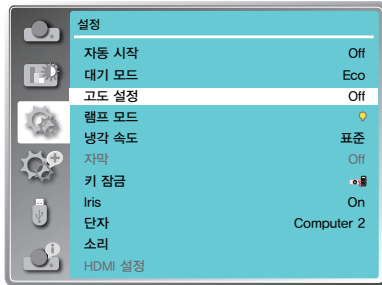 설정
자동 시작 Off
대기 모드 Eco
고도 설정 Off
램프 모드
냉각 속도 표준
자막 Off
키 잠금
Iris On
단자 Computer 2
소리
HDMI 설정